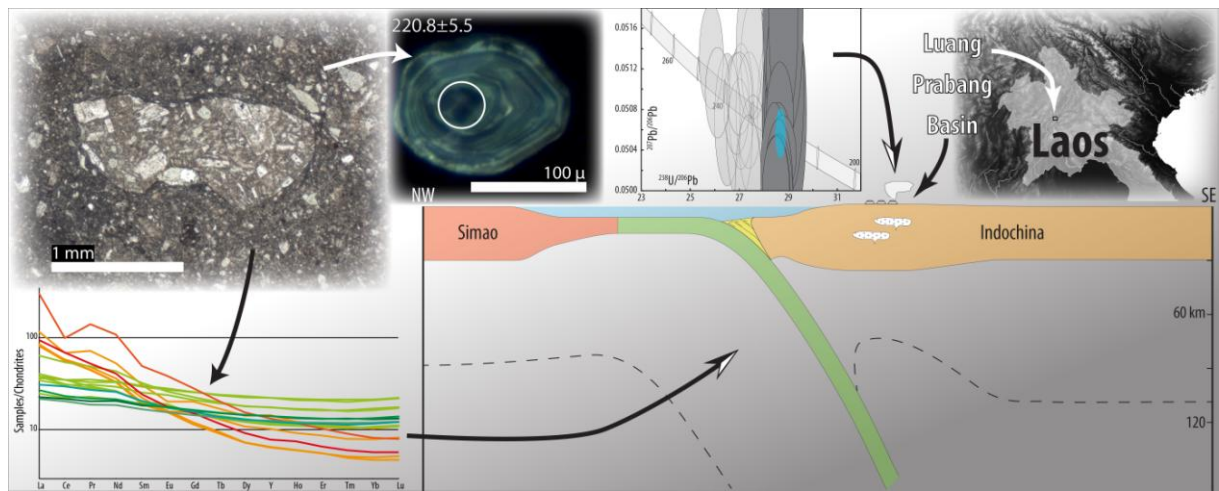 220.8±5.5
100 µ
1 mm
0.0516
0.0512
0.0508
0.0504
0.0500
207Pb/206Pb
238U/206Pb
260
240
200
23
25
27
29
31
Luang
Prabang
Basin
Laos
NW
SE
Simao
Indochina
60 km
120
Samples/Chondrites
100
10
La Ce Pr Nd Sm Eu Gd Tb Dy Y Ho Er Tm Yb Lu